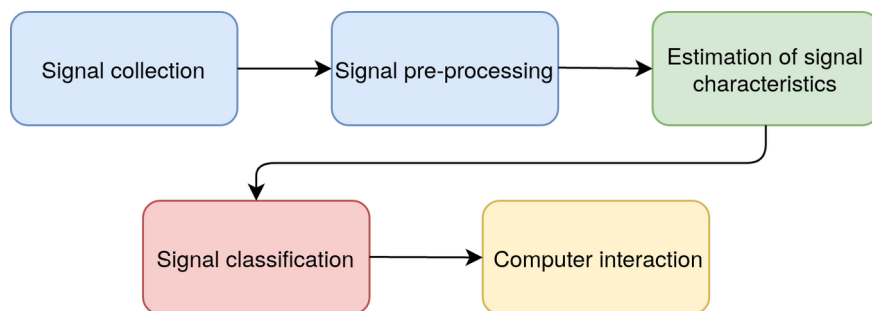 Signal collection
Signal pre-processing
Estimation of signal
characteristics
Signal classification
Computer interaction